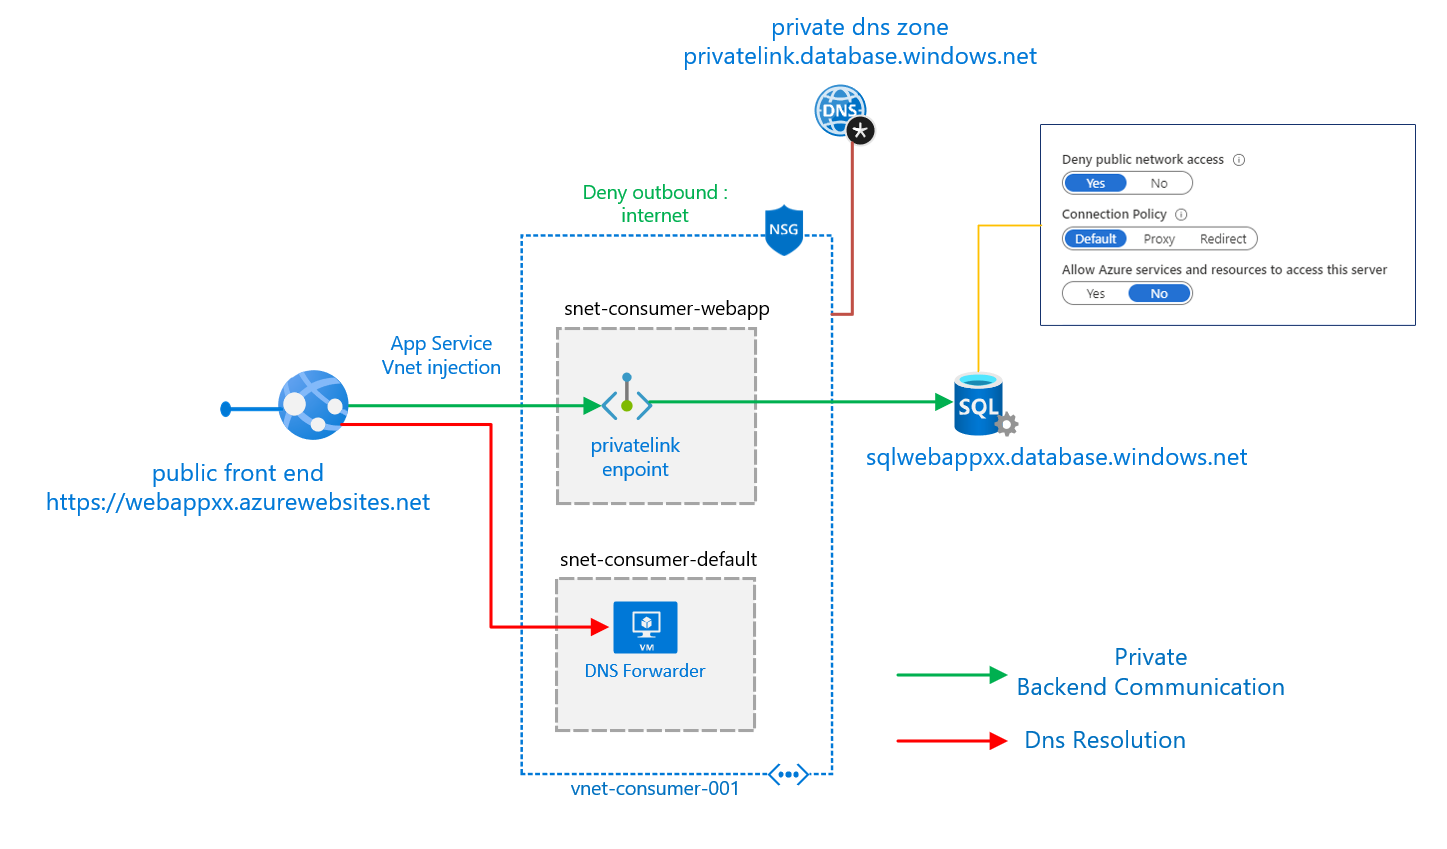 private dns zone
privatelink.database.windows.net
DNS
*
Deny public network access
Yes No
Connection Policy
Default Proxy Redirect
Allow Azure services and resources to access this server
Yes No
Deny outbound :
internet
NSG
snet-consumer-webapp
App Service
Vnet injection
privatelink
enpoint
SQL
sqlwebappxx.database.windows.net
public front end
https://webappxx.azurewebsites.net
snet-consumer-default
VM
DNS Forwarder
Private
Backend Communication
Dns Resolution
vnet-consumer-001